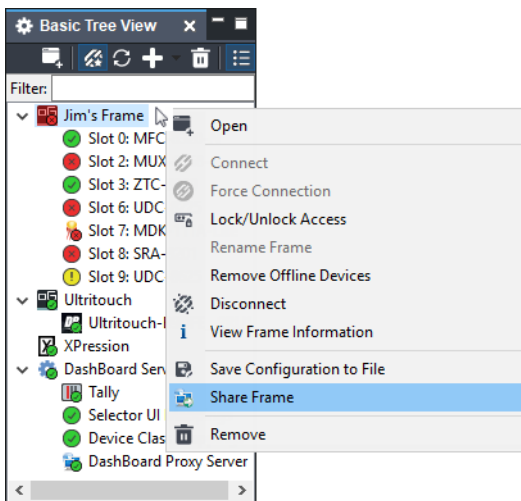 Basic Tree View
Filter:
Jim's Frame
Slot 0: MFC
Slot 2: MUX
Slot 3: ZTC-
Slot 6: UDC
Slot 7: MDK
Slot 8: SRA-
Slot 9: UDC
Ultritouch
Ultritouch-
XPression
DashBoard Serv
Tally
Selector UI
Device Clas
DashBoard Proxy Server
Open
Connect
Force Connection
Lock/Unlock Access
Rename Frame
Remove Offline Devices
Disconnect
View Frame Information
Save Configuration to File
Share Frame
Remove